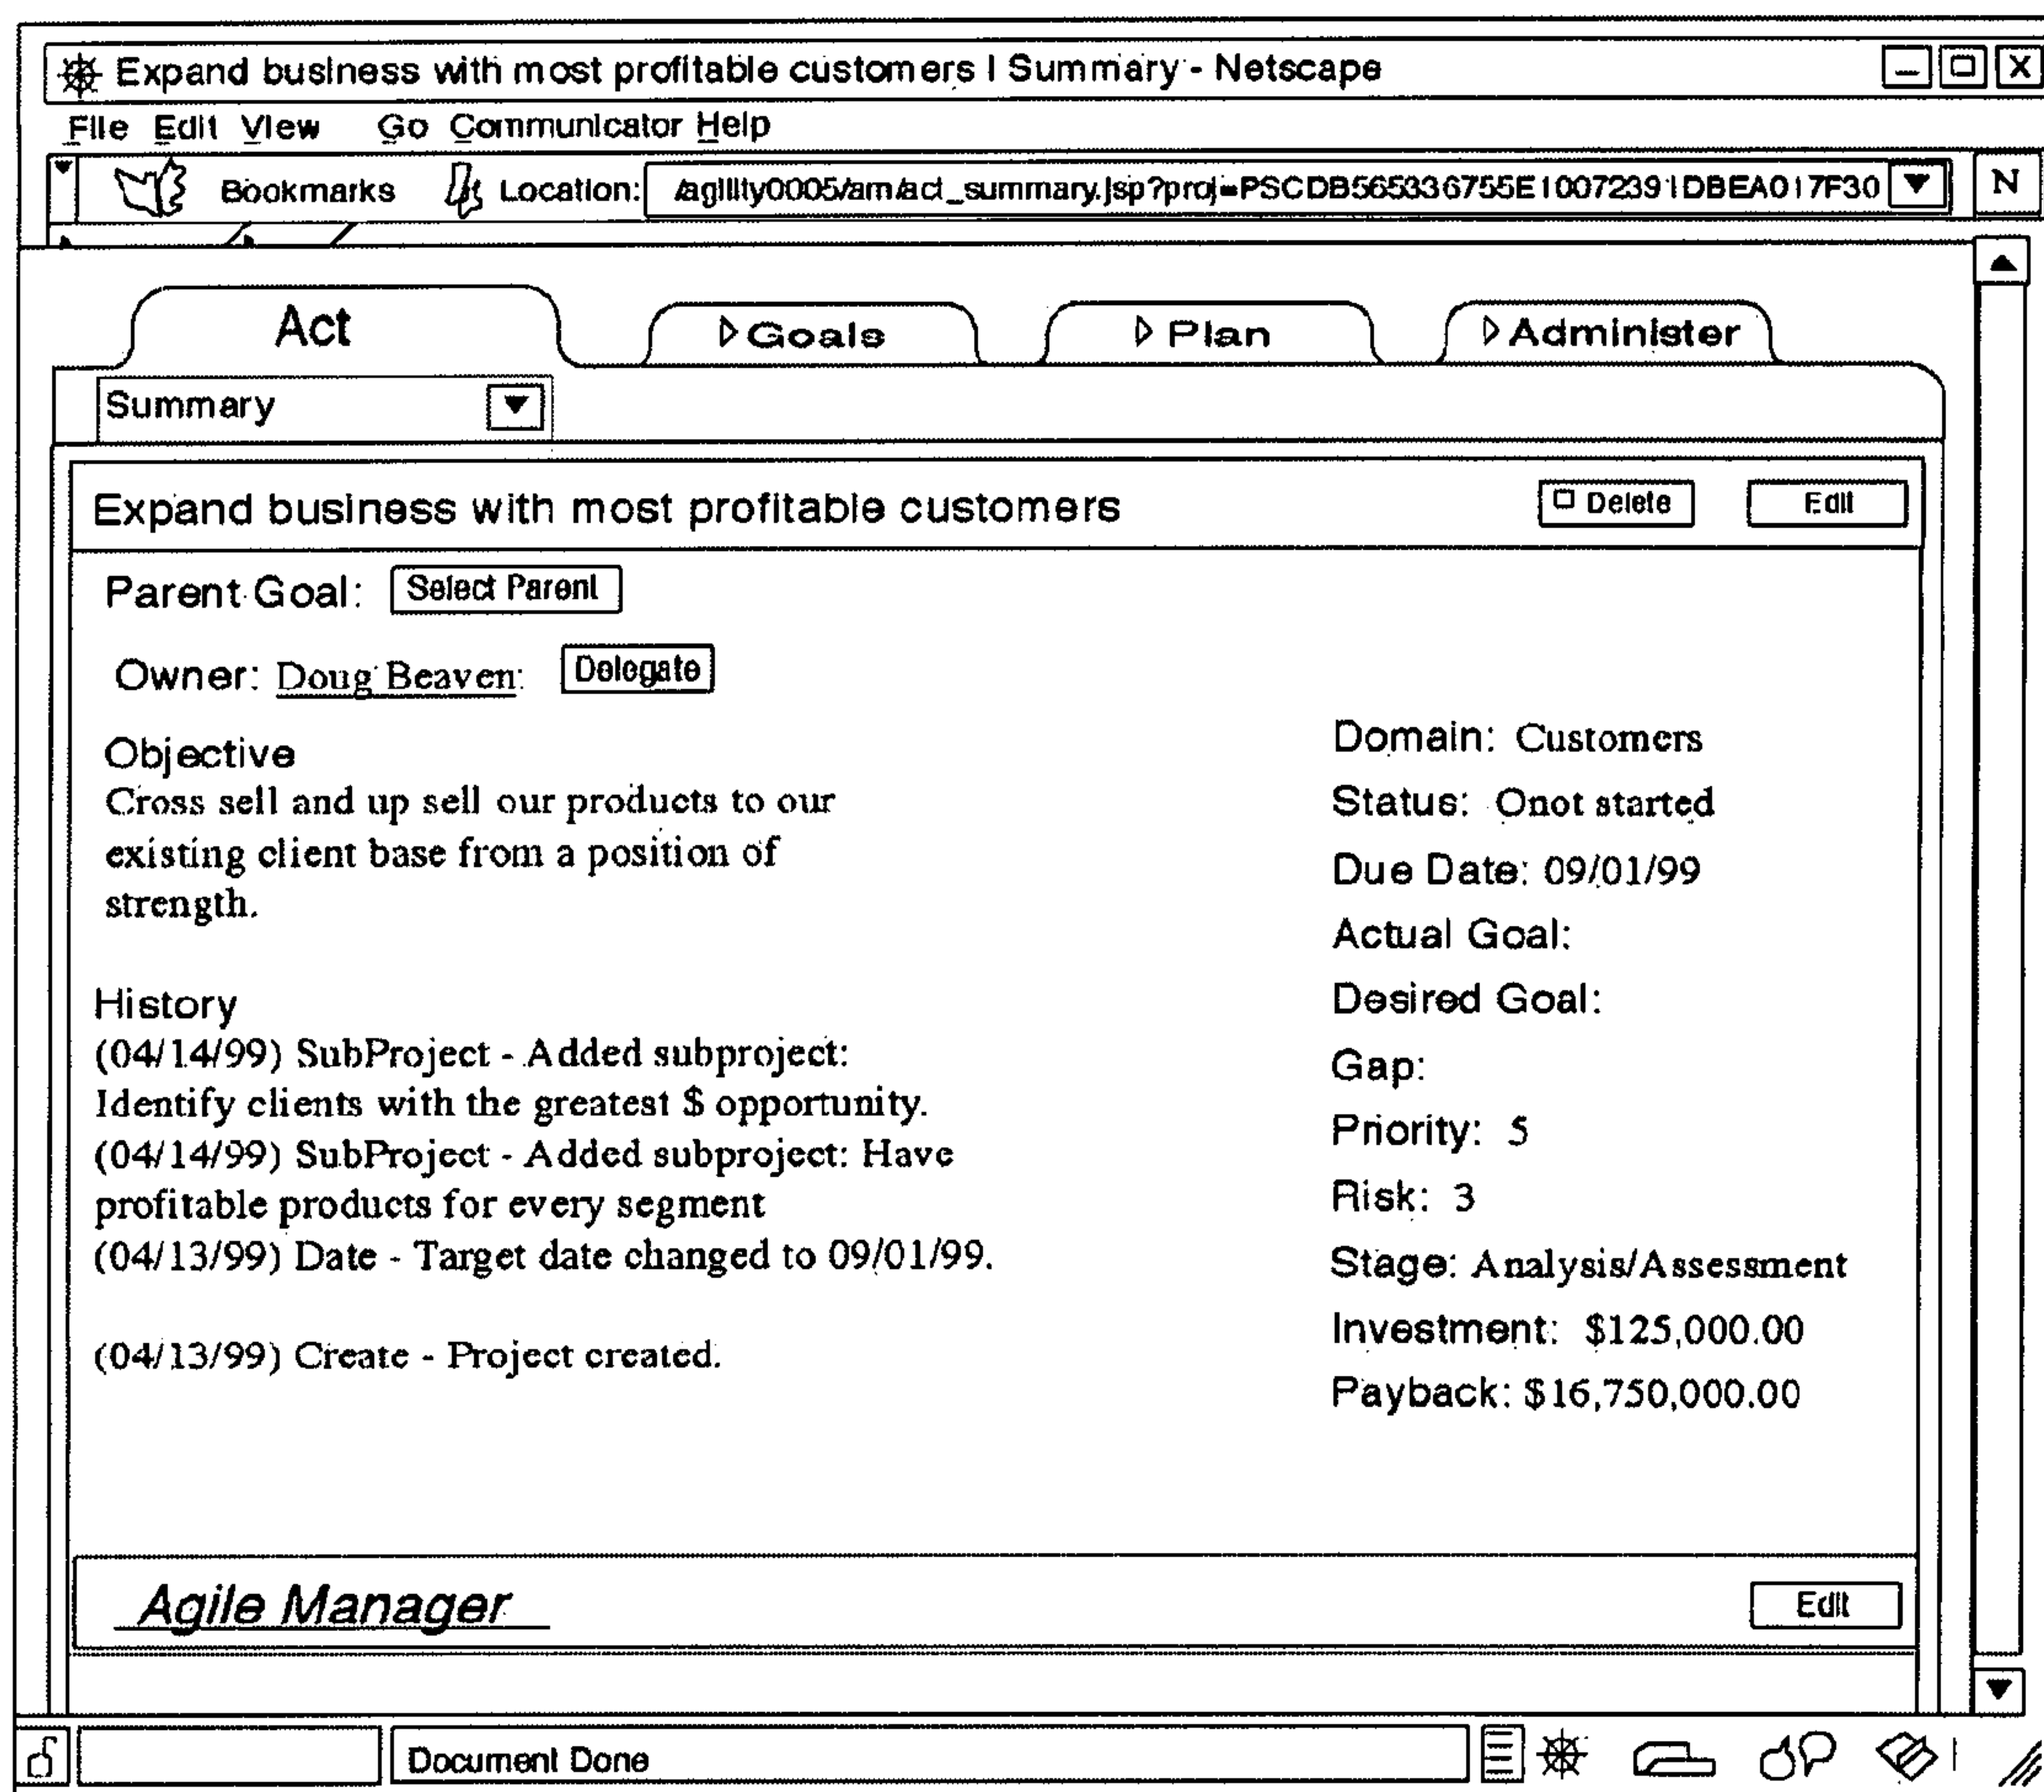 Expand business with most profitable customers | Summary - Netscape
File Edit View Go Communicator Help
Bookmarks Location: /agility0005/am/act_summary.jsp?proj=PSCDB565336755E10072391DBEA017F30 N
Act Goals Plan Administer
Summary
Expand business with most profitable customers Delete Edit
Parent Goal: Select Parent
Owner: Doug Beaven: Delegate
Objective
Cross sell and up sell our products to our
existing client base from a position of
strength.
History
(04/14/99) SubProject - Added subproject:
Identify clients with the greatest $ opportunity.
(04/14/99) SubProject - Added subproject: Have
profitable products for every segment
(04/13/99) Date - Target date changed to 09/01/99.
(04/13/99) Create - Project created.
Domain: Customers
Status: Onot started
Due Date: 09/01/99
Actual Goal:
Desired Goal:
Gap:
Priority: 5
Risk: 3
Stage: Analysis/Assessment
Investment: $125,000.00
Payback: $16,750,000.00
Agile Manager Edit
Document Done